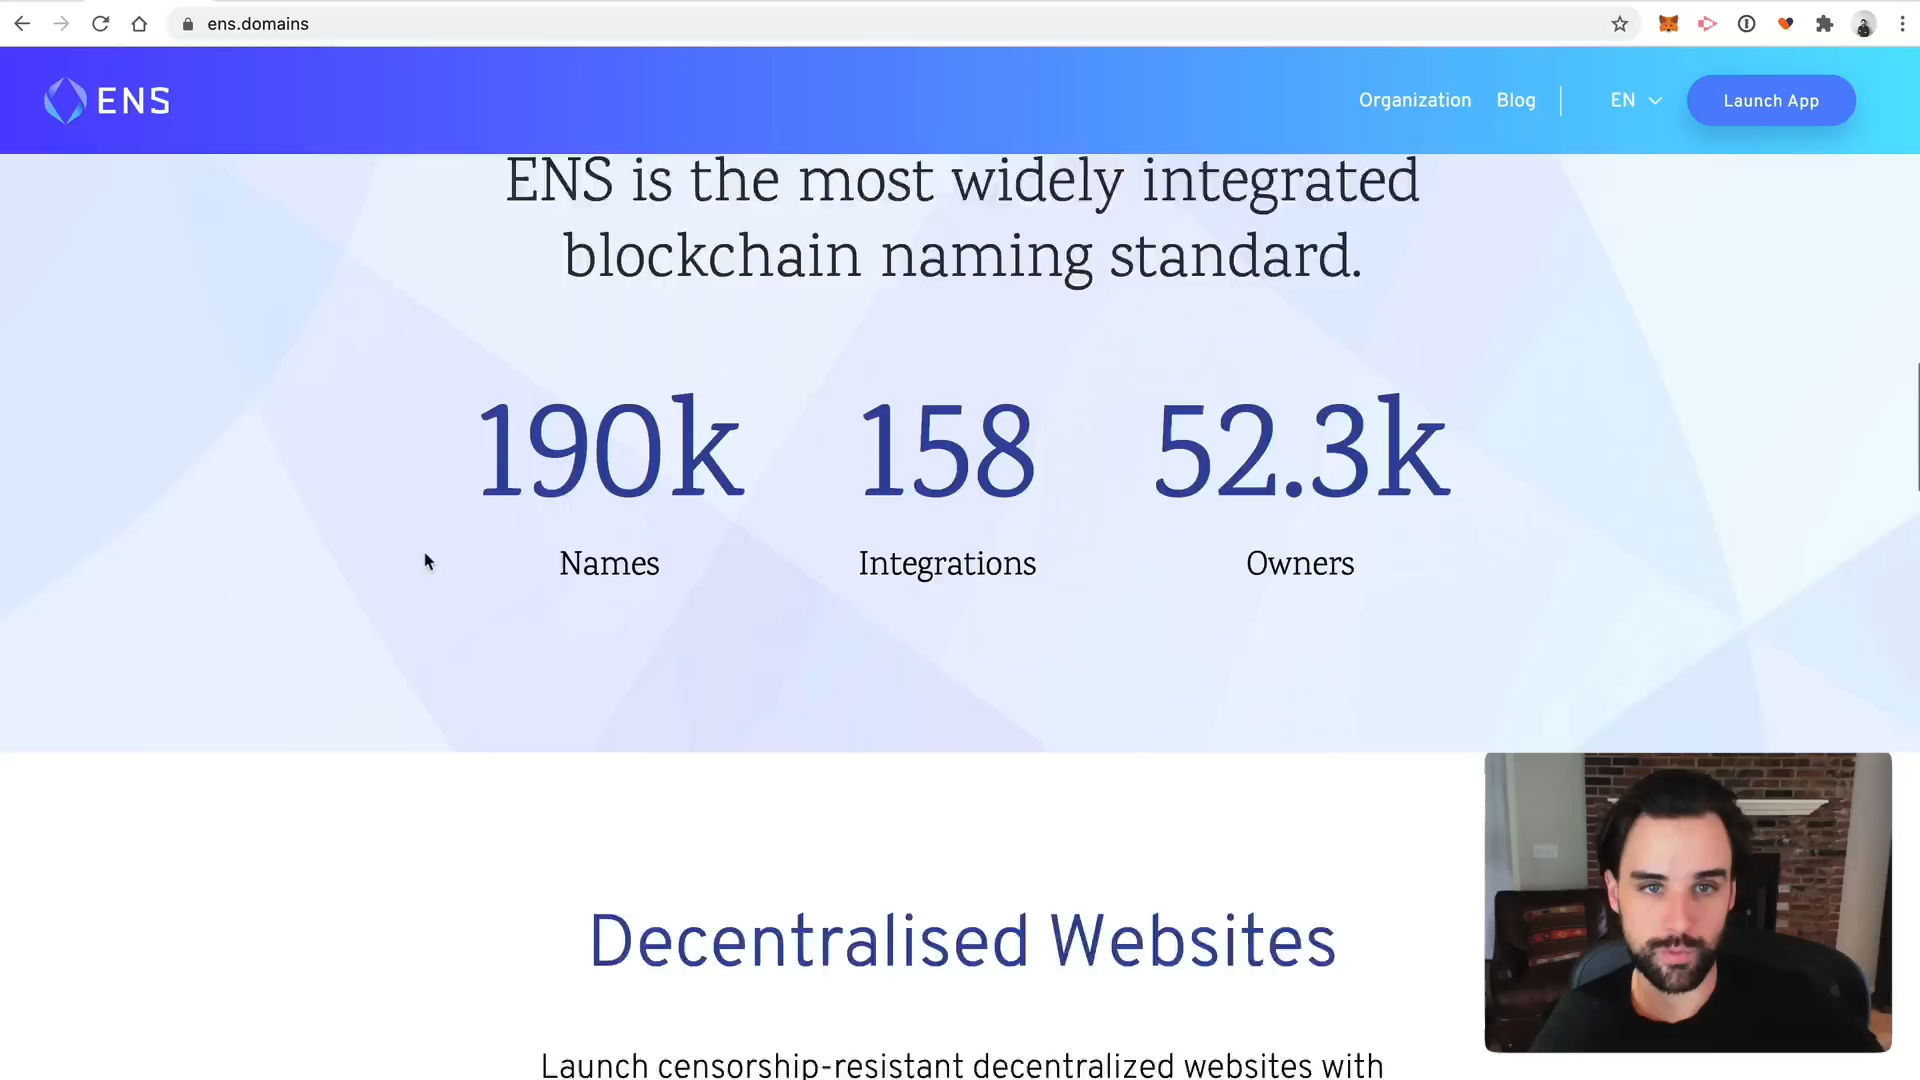 ens.domains
ENS
Organization
Blog
EN
Launch App
ENS is the most widely integrated
blockchain naming standard.
190k
158
52.3k
Names
Integrations
Owners
Decentralised Websites
Launch censorship-resistant decentralized websites with